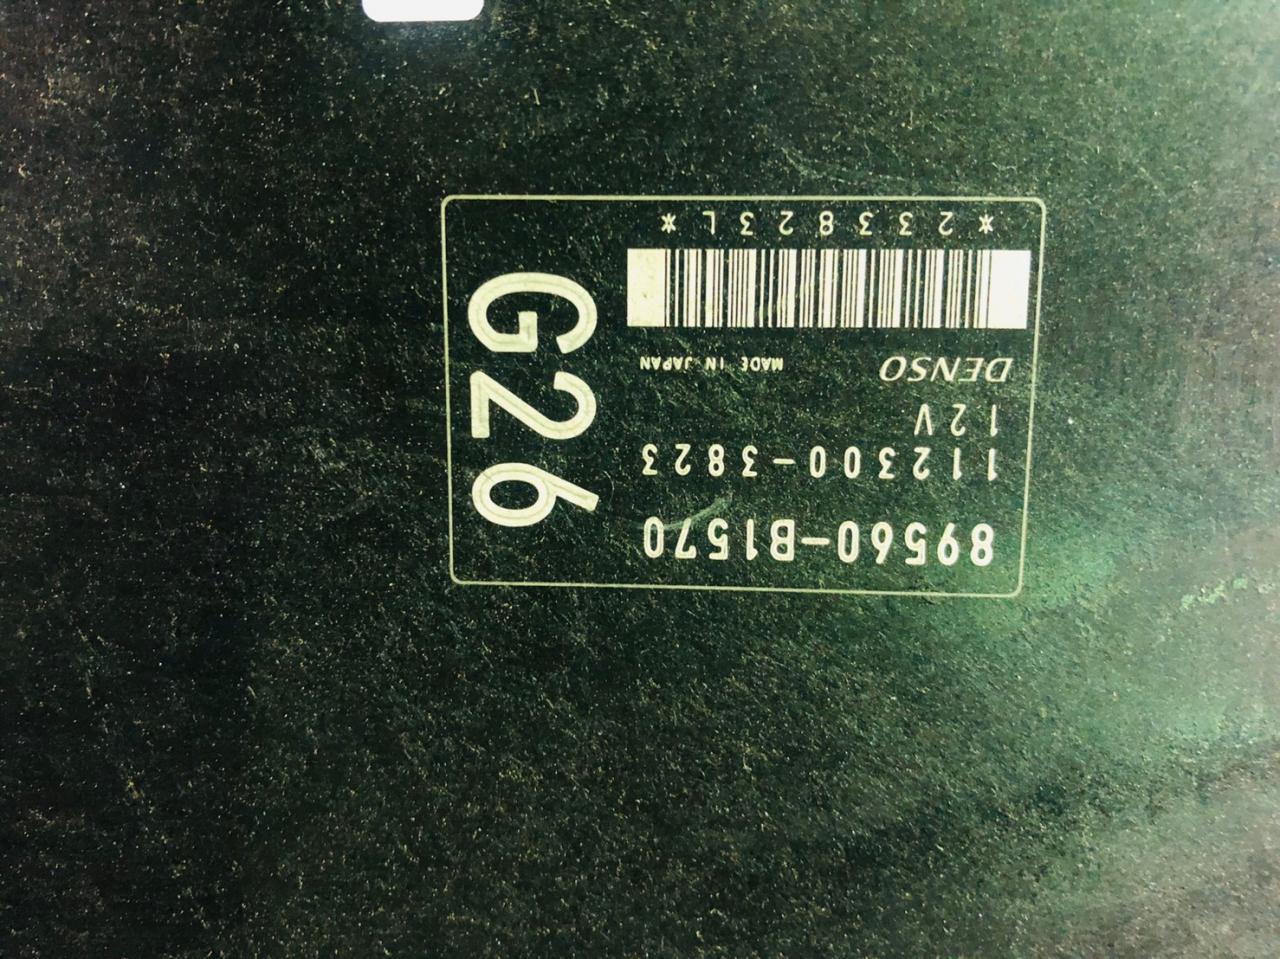 89560-B1570
112300-3823
12V
DENSO MADE IN JAPAN
*233823L*
G26